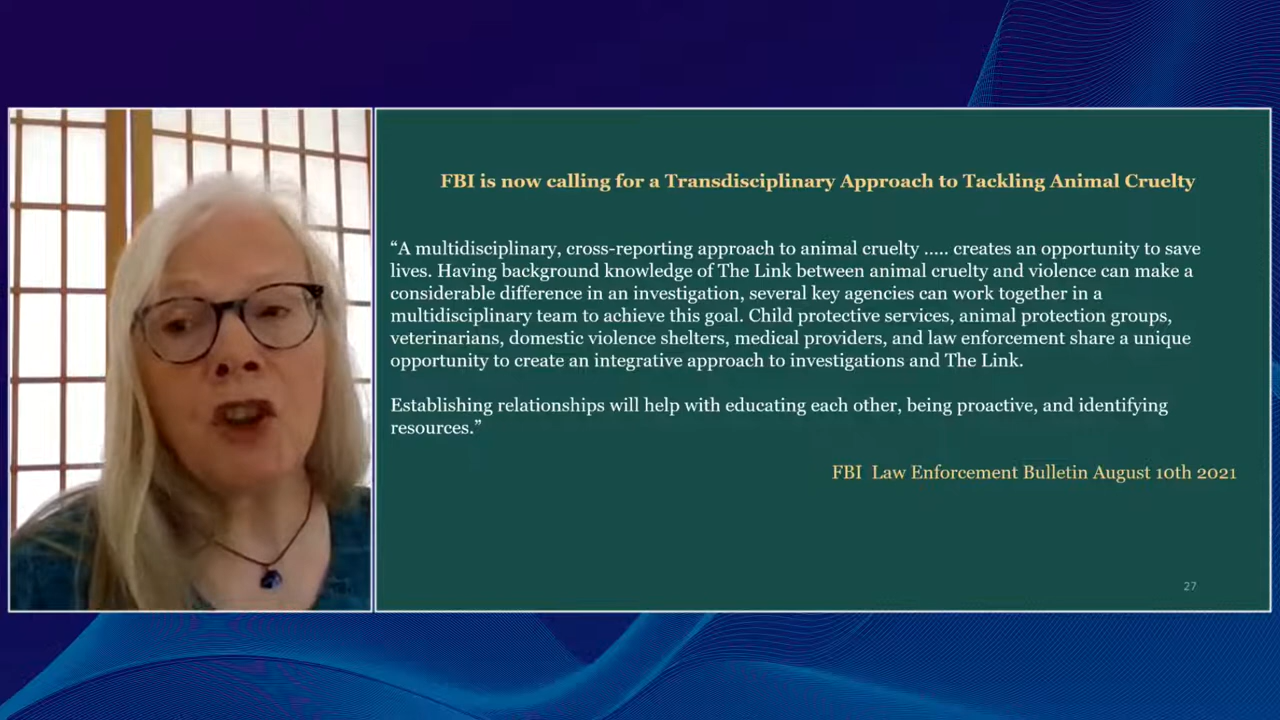 FBI is now calling for a Transdisciplinary Approach to Tackling Animal Cruelty
“A multidisciplinary, cross-reporting approach to animal cruelty ..... creates an opportunity to save
lives. Having background knowledge of The Link between animal cruelty and violence can make a
considerable difference in an investigation, several key agencies can work together in a
multidisciplinary team to achieve this goal. Child protective services, animal protection groups,
veterinarians, domestic violence shelters, medical providers, and law enforcement share a unique
opportunity to create an integrative approach to investigations and The Link.
Establishing relationships will help with educating each other, being proactive, and identifying
resources.”
FBI  Law Enforcement Bulletin August 10th 2021
27